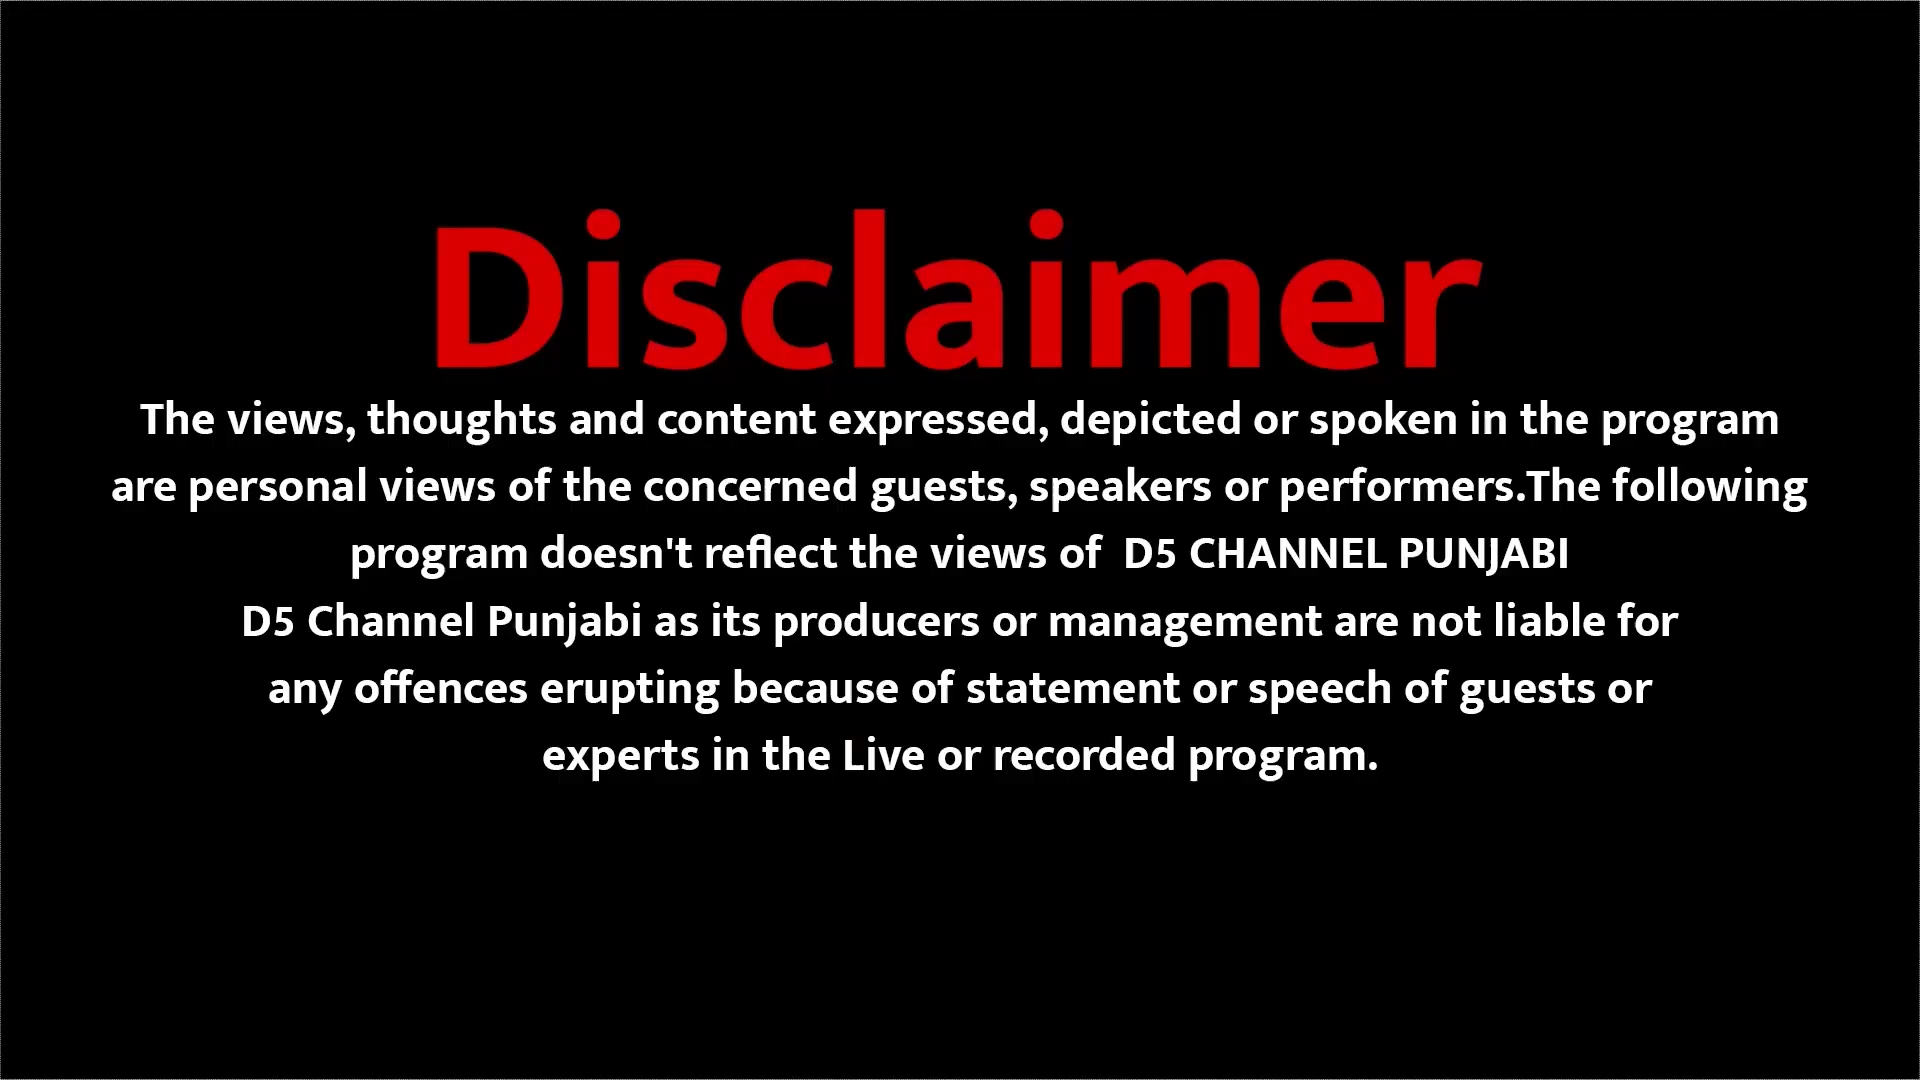 Disclaimer
The views, thoughts and content expressed, depicted or spoken in the program
are personal views of the concerned guests, speakers or performers.The following
program doesn't reflect the views of  D5 CHANNEL PUNJABI
D5 Channel Punjabi as its producers or management are not liable for
any offences erupting because of statement or speech of guests or
experts in the Live or recorded program.